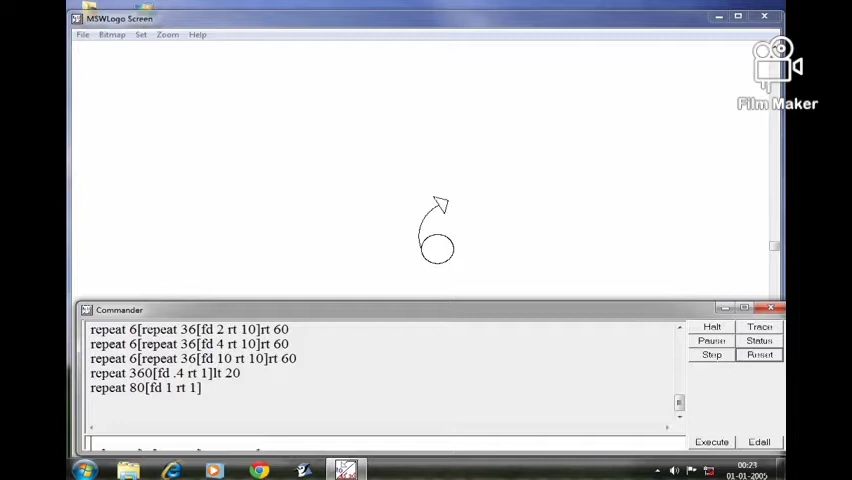 MSWLogo Screen
File Bitmap Set Zoom Help
Film Maker
Commander
repeat 6[repeat 36[fd 2 rt 10]rt 60
repeat 6[repeat 36[fd 4 rt 10]rt 60
repeat 6[repeat 36[fd 10 rt 10]rt 60
repeat 360[fd .4 rt 1]lt 20
repeat 80[fd 1 rt 1]
Halt Trace
Pause Status
Step Reset
Execute Edall
00:23
01-01-2005